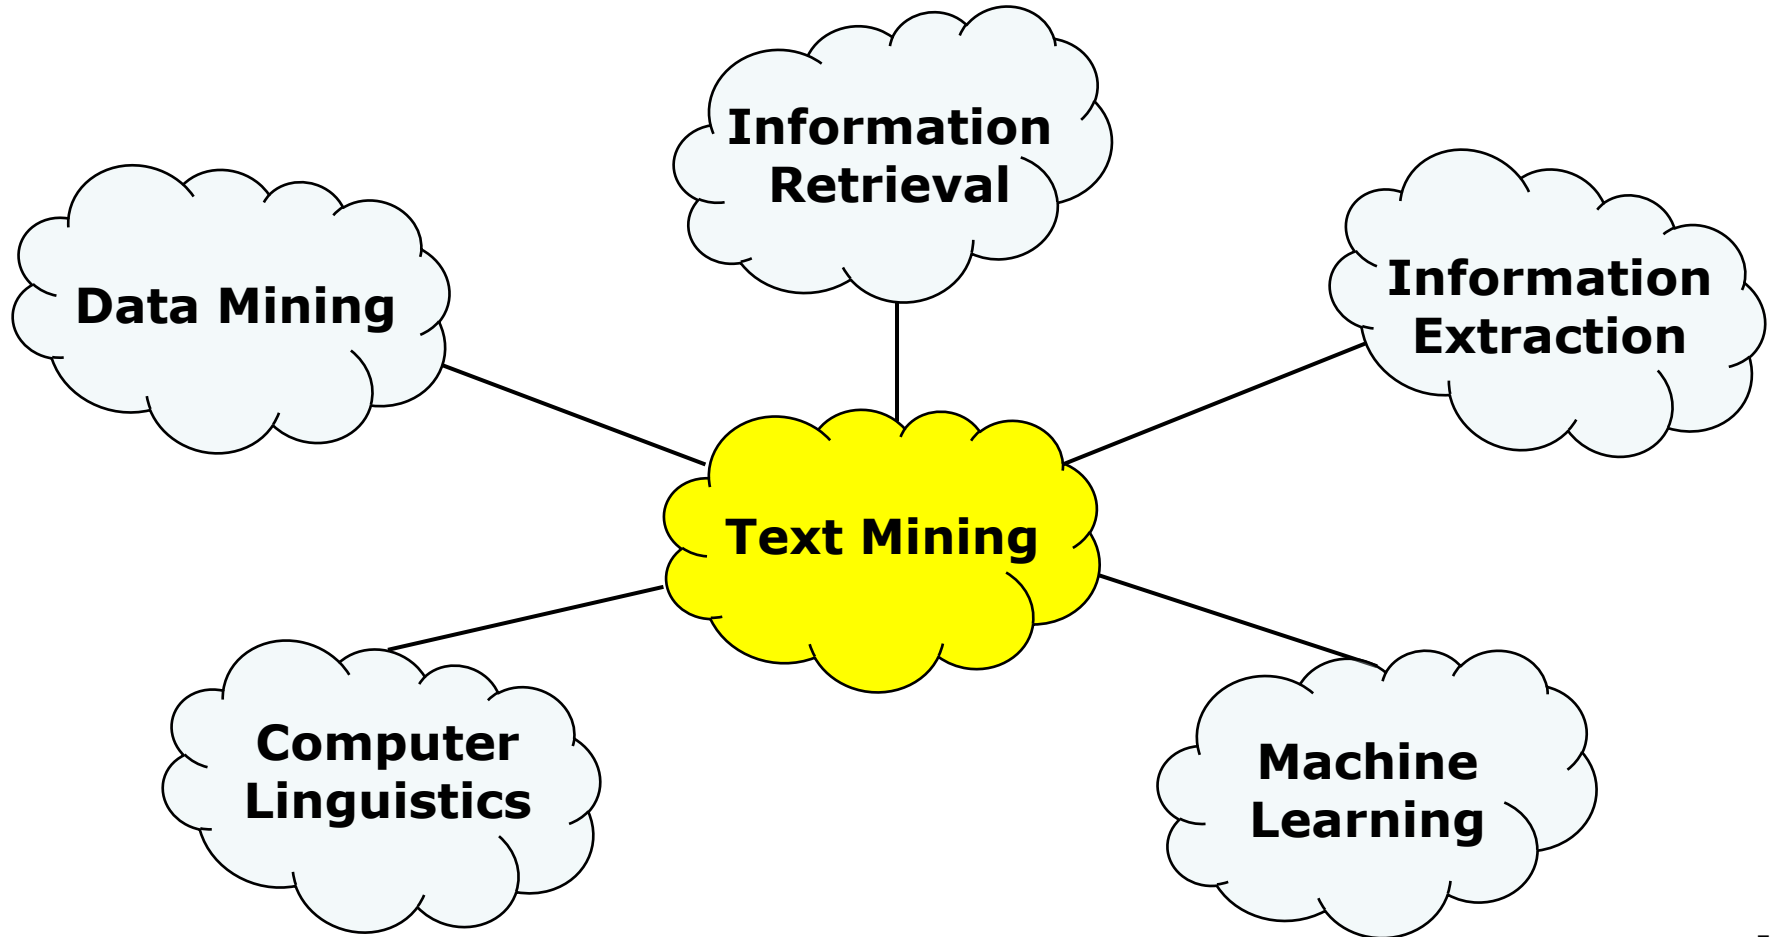 Information
Retrieval
Data Mining
Information
Extraction
Text Mining
Computer
Linguistics
Machine
Learning